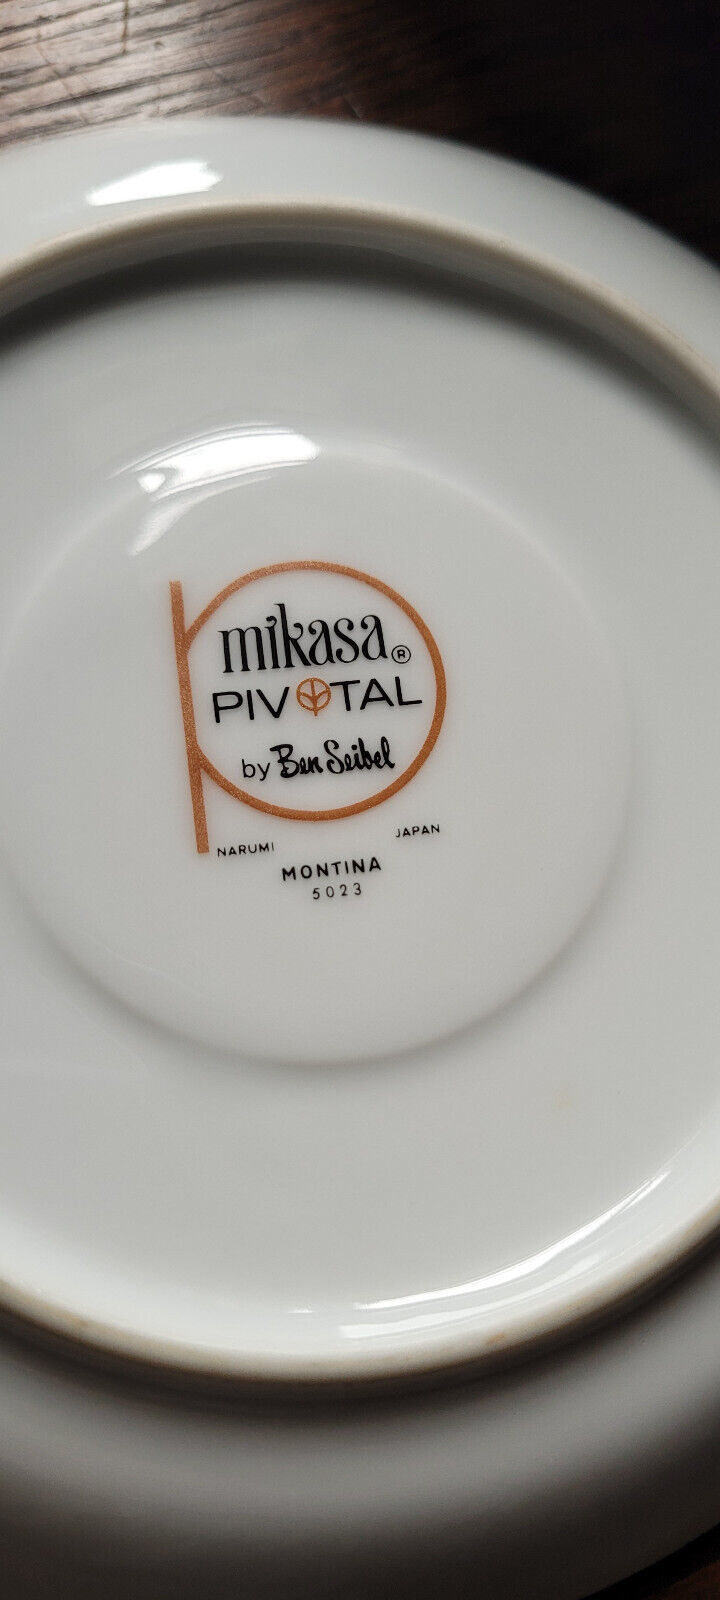 mikasa®
PIVOTAL
by Ben Seibel
NARUMI JAPAN
MONTINA
5023